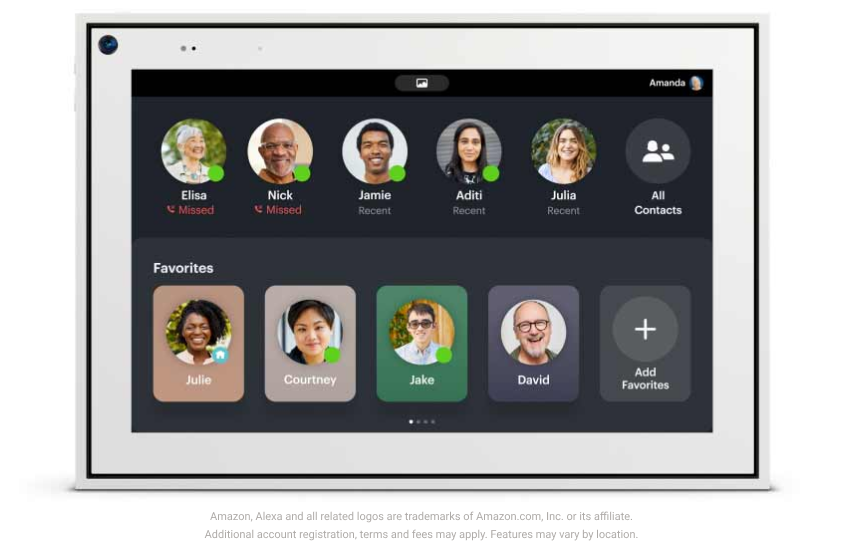 Amanda
Elisa
Missed
Nick
Missed
Jamie
Recent
Aditi
Recent
Julia
Recent
All
Contacts
Favorites
Julie
Courtney
Jake
David
Add
Favorites
Amazon, Alexa and all related logos are trademarks of Amazon.com, Inc. or its affiliate.
Additional account registration, terms and fees may apply. Features may vary by location.